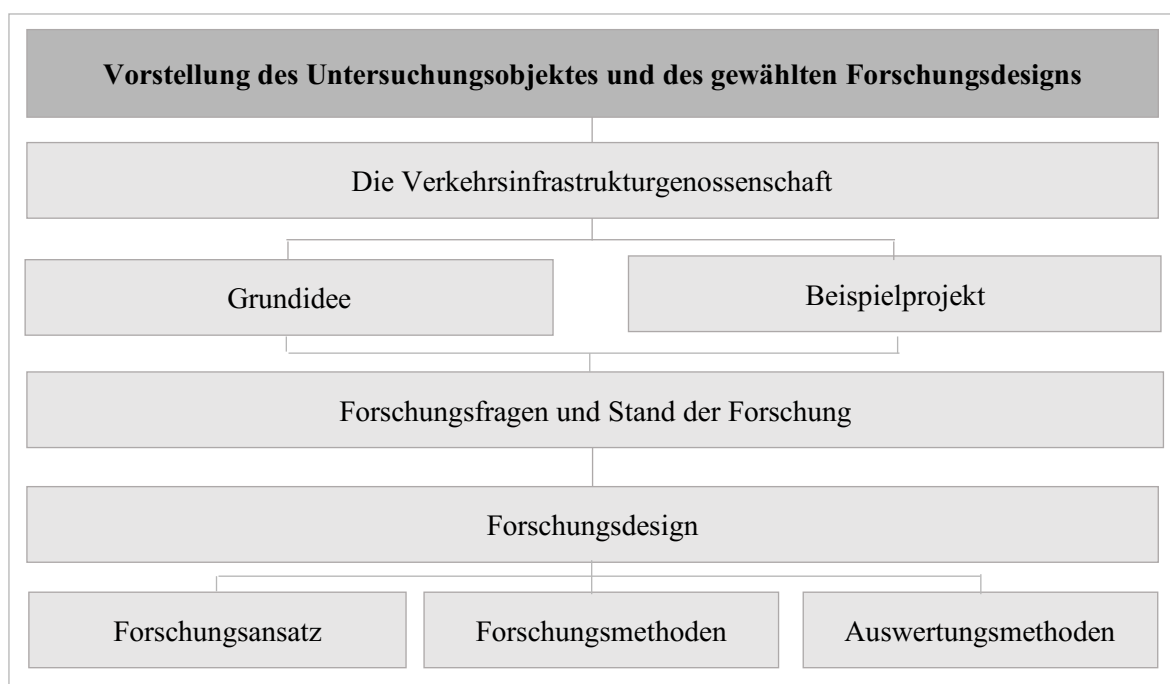 Vorstellung des Untersuchungsobjektes und des gewählten Forschungsdesigns
Die Verkehrsinfrastrukturgenossenschaft
Grundidee
Beispielprojekt
Forschungsfragen und Stand der Forschung
Forschungsdesign
Forschungsansatz
Forschungsmethoden
Auswertungsmethoden